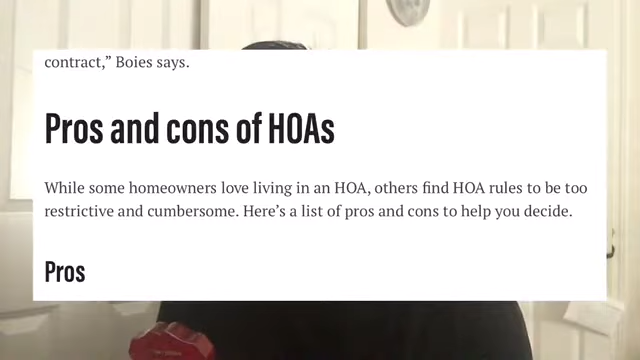 contract,” Boies says.
Pros and cons of HOAs
While some homeowners love living in an HOA, others find HOA rules to be too
restrictive and cumbersome. Here’s a list of pros and cons to help you decide.
Pros